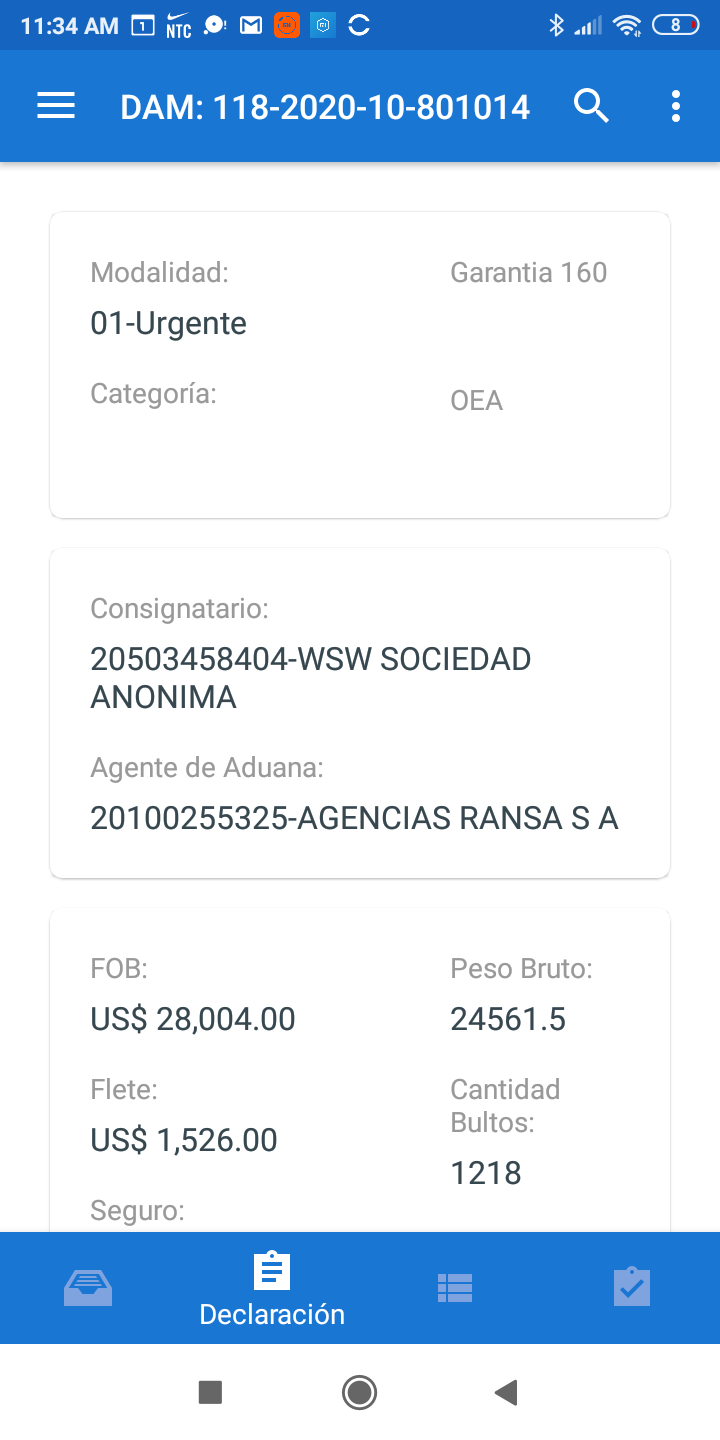 11:34 AM 1 NTC 8
DAM: 118-2020-10-801014
Modalidad:
01-Urgente
Garantia 160
Categoría:
OEA
Consignatario:
20503458404-WSW SOCIEDAD
ANONIMA
Agente de Aduana:
20100255325-AGENCIAS RANSA S A
FOB:
US$ 28,004.00
Peso Bruto:
24561.5
Flete:
US$ 1,526.00
Cantidad
Bultos:
1218
Seguro:
Declaración